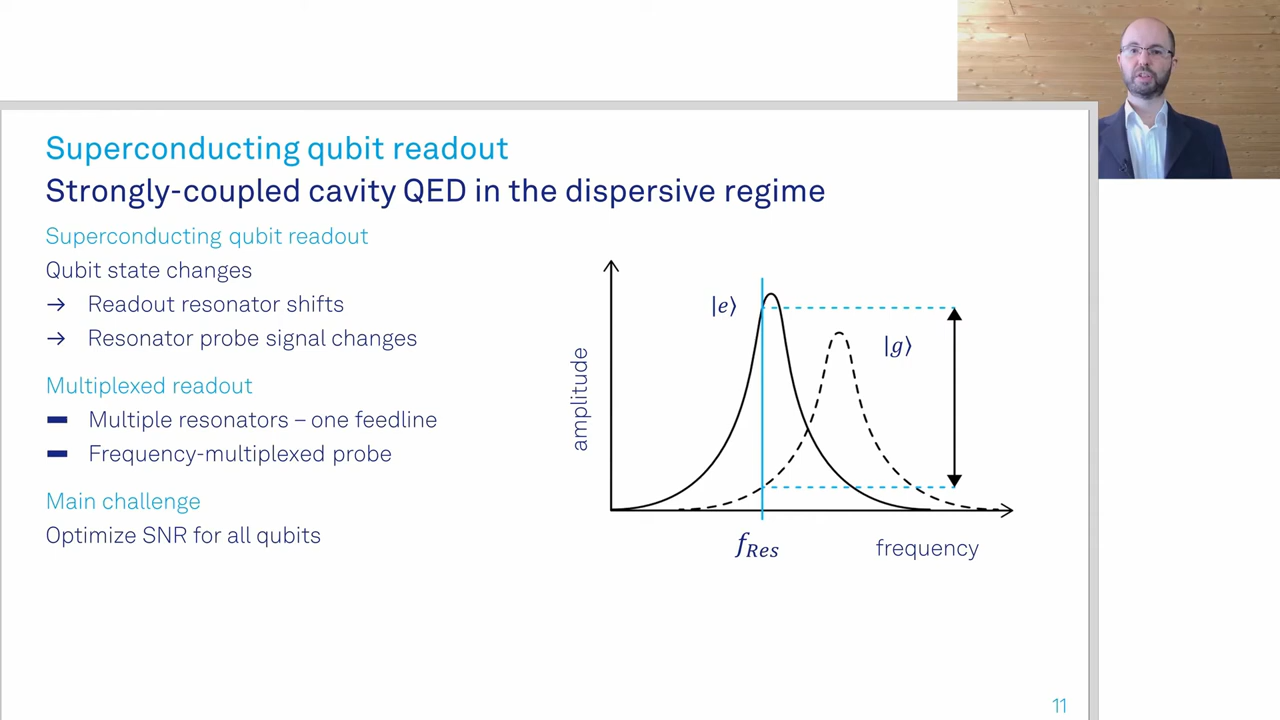 Superconducting qubit readout
Strongly-coupled cavity QED in the dispersive regime
Superconducting qubit readout
Qubit state changes
→ Readout resonator shifts
→ Resonator probe signal changes
Multiplexed readout
Multiple resonators – one feedline
Frequency-multiplexed probe
Main challenge
Optimize SNR for all qubits
|e⟩
|g⟩
amplitude
f_Res
frequency
11